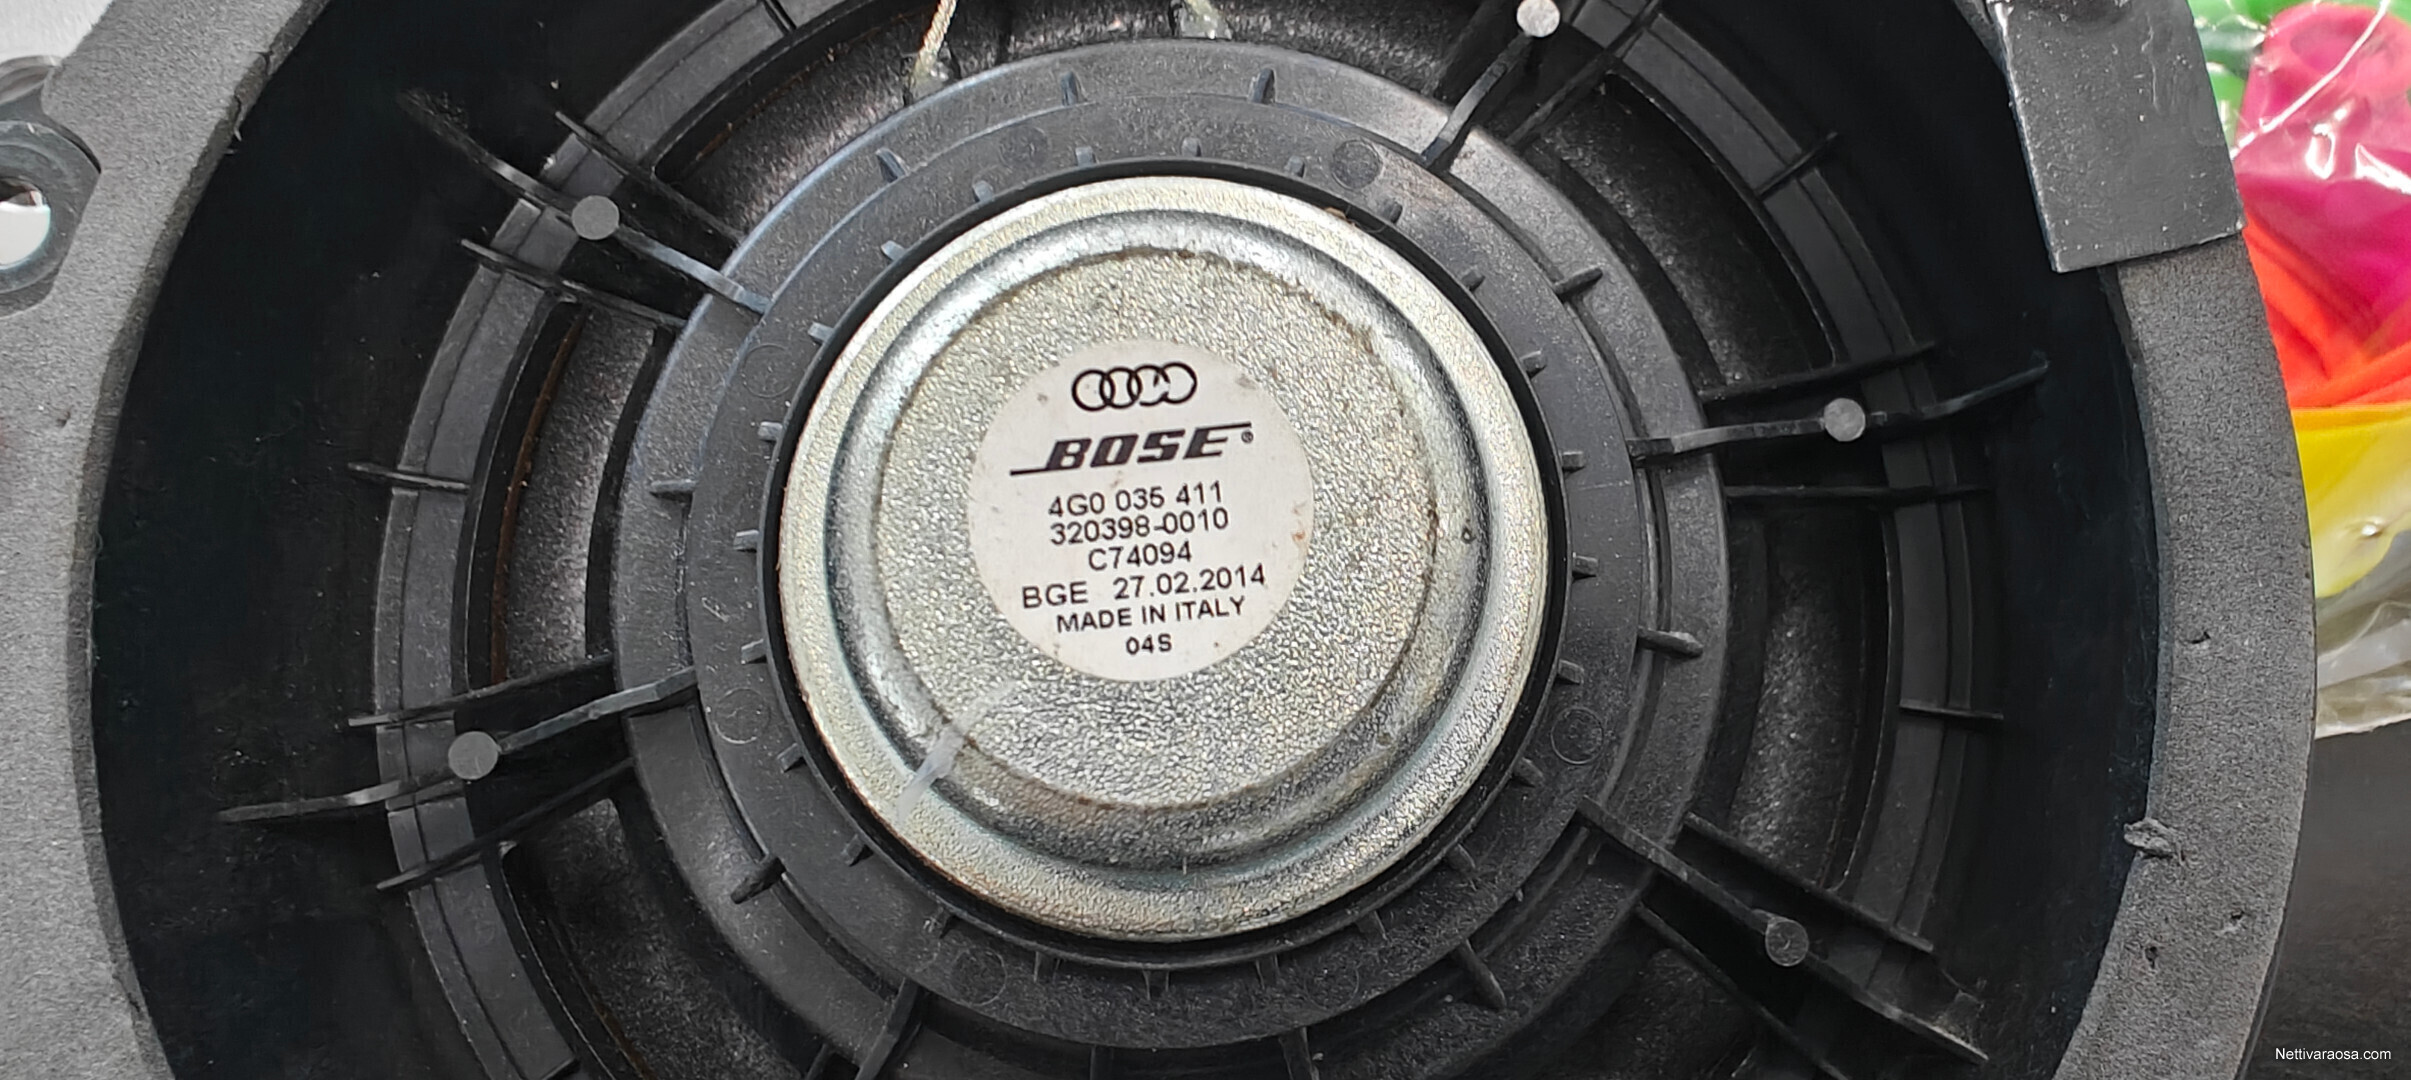 BOSE®
4G0 035 411
320398-0010
C74094
BGE 27.02.2014
MADE IN ITALY
04S
Nettivaraosa.com